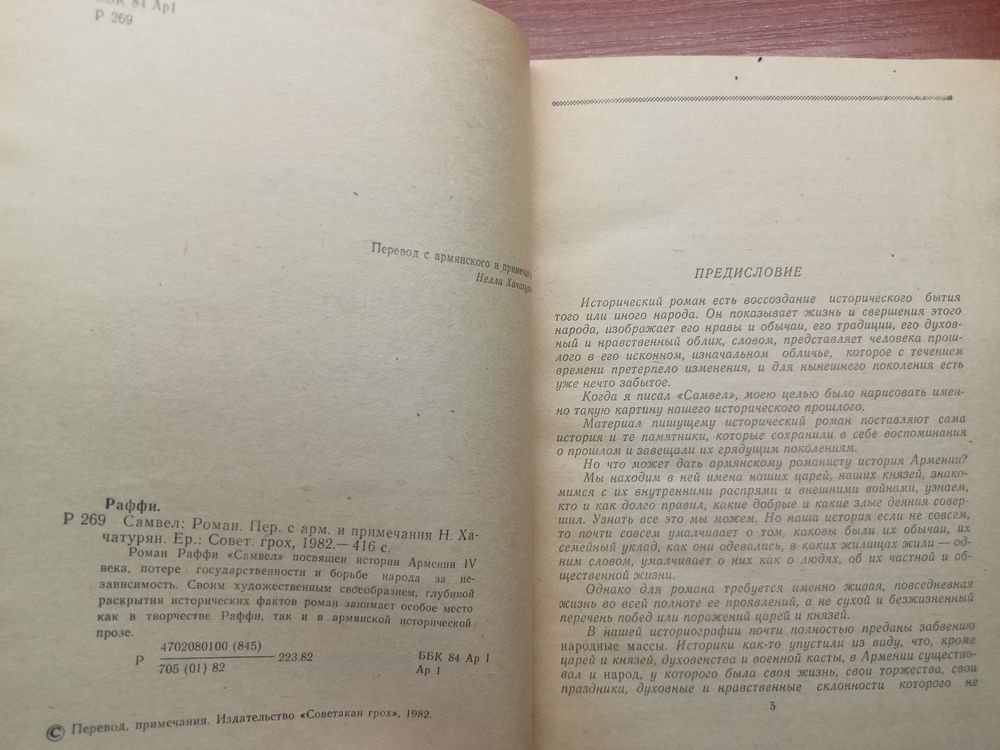 ББК 84 Ар1
Р 269
Перевод с армянского и
Нелли
Раффи.
Р 269 Самвел: Роман. Пер. с арм. и примечания Н. Ха-
чатурян. Ер.: Совет. грох, 1982.— 416 с.
Роман Раффи «Самвел» посвящен истории Армении IV
века, потере государственности и борьбе народа за не-
зависимость. Своим художественным своеобразием, глубиной
раскрытия исторических фактов роман занимает особое место
как в творчестве Раффи, так и в армянской исторической
прозе.
4702080100 (845)
Р 223.82 ББК 84 Ар 1
705 (01) 82 Ар 1
© Перевод, примечания. Издательство «Советакан грох», 1982.
ПРЕДИСЛОВИЕ
Исторический роман есть воссоздание исторического бытия
того или иного народа. Он показывает жизнь и свершения этого
народа, изображает его нравы и обычаи, его традиции, его духов-
ный и нравственный облик, словом, представляет человека прош-
лого в его исконном, изначальном обличье, которое с течением
времени претерпело изменения, и для нынешнего поколения есть
уже нечто забытое.
Когда я писал «Самвел», моею целью было нарисовать имен-
но такую картину нашего исторического прошлого.
Материал пишущему исторический роман поставляют сама
история и те памятники, которые сохранили в себе воспоминания
о прошлом и завещали их грядущим поколениям.
Но что может дать армянскому романисту история Армении?
Мы находим в ней имена наших царей, наших князей, знако-
мимся с их внутренними распрями и внешними войнами, узнаем,
кто и как долго правил, какие добрые и какие злые деяния совер-
шил. Узнать все это мы можем. Но наша история если не совсем,
то почти совсем умалчивает о том, каковы были их обычаи, их
семейный уклад, как они одевались, в каких жилищах жили — од-
ним словом, умалчивает о них как о людях, об их частной и об-
щественной жизни.
Однако для романа требуется именно живая, повседневная
жизнь во всей полноте ее проявлений, а не сухой и безжизненный
перечень побед или поражений царей и князей.
В нашей историографии почти полностью преданы забвению
народные массы. Историки как-то упустили из виду, что, кроме
царей и князей, духовенства и военной касты, в Армении существо-
вал и народ, у которого была своя жизнь, свои торжества, свои
праздники, духовные и нравственные склонности которого не
5